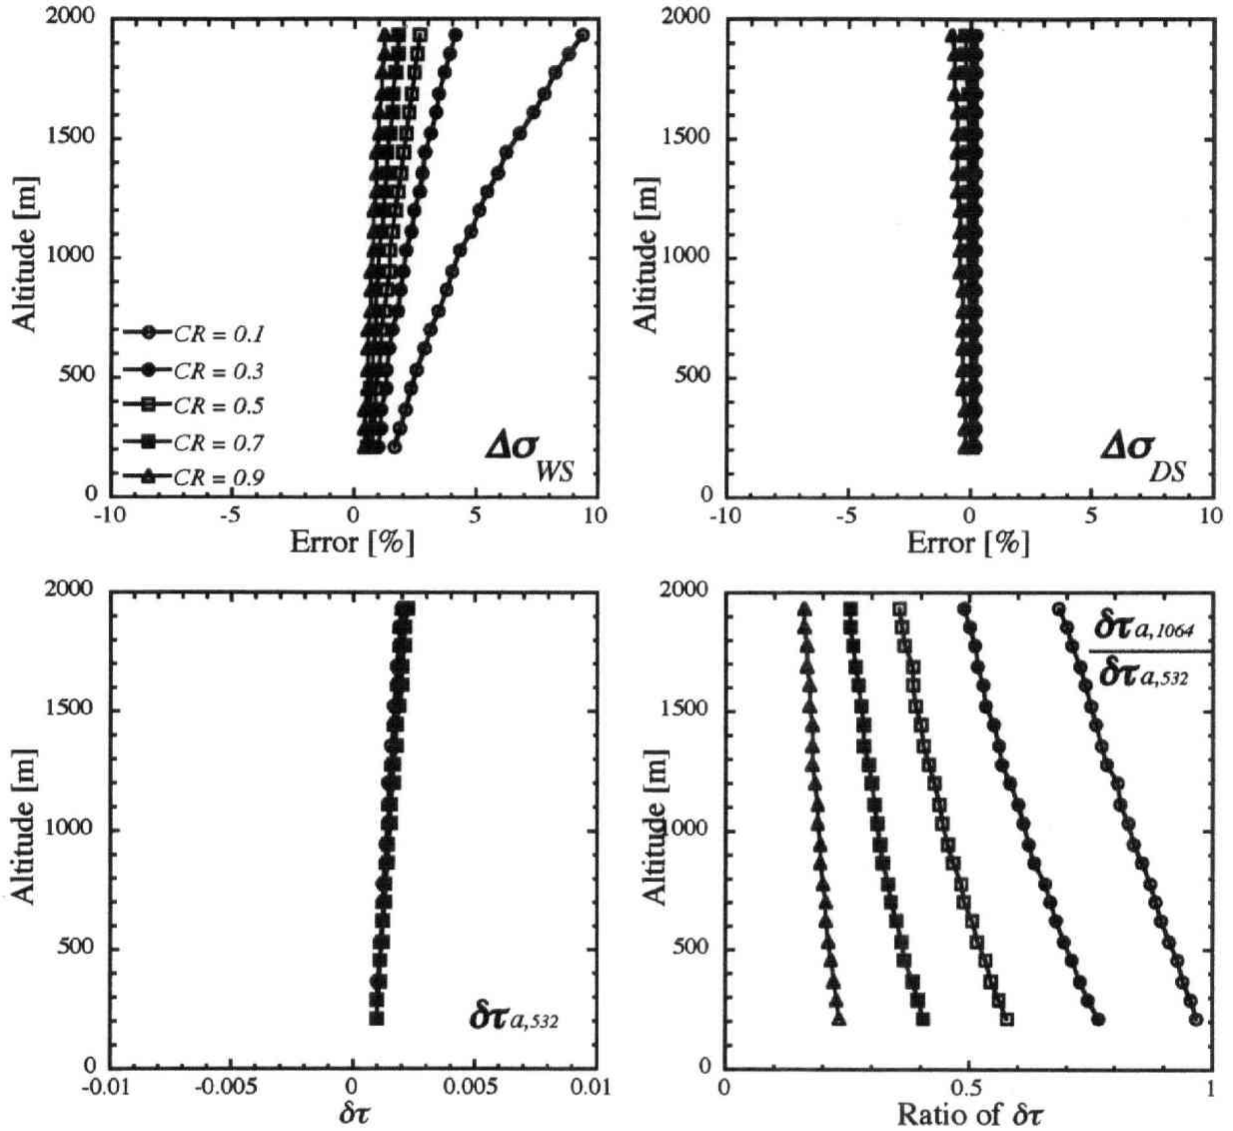 2000
1500
1000
500
0
Altitude [m]
CR = 0.1
CR = 0.3
CR = 0.5
CR = 0.7
CR = 0.9
Δσ WS
-10 -5 0 5 10
Error [%]
2000
1500
1000
500
0
Altitude [m]
Δσ DS
-10 -5 0 5 10
Error [%]
2000
1500
1000
500
0
Altitude [m]
δτ a,532
-0.01 -0.005 0 0.005 0.01
δτ
2000
1500
1000
500
0
Altitude [m]
δτ a,1064
δτ a,532
0 0.5 1
Ratio of δτ